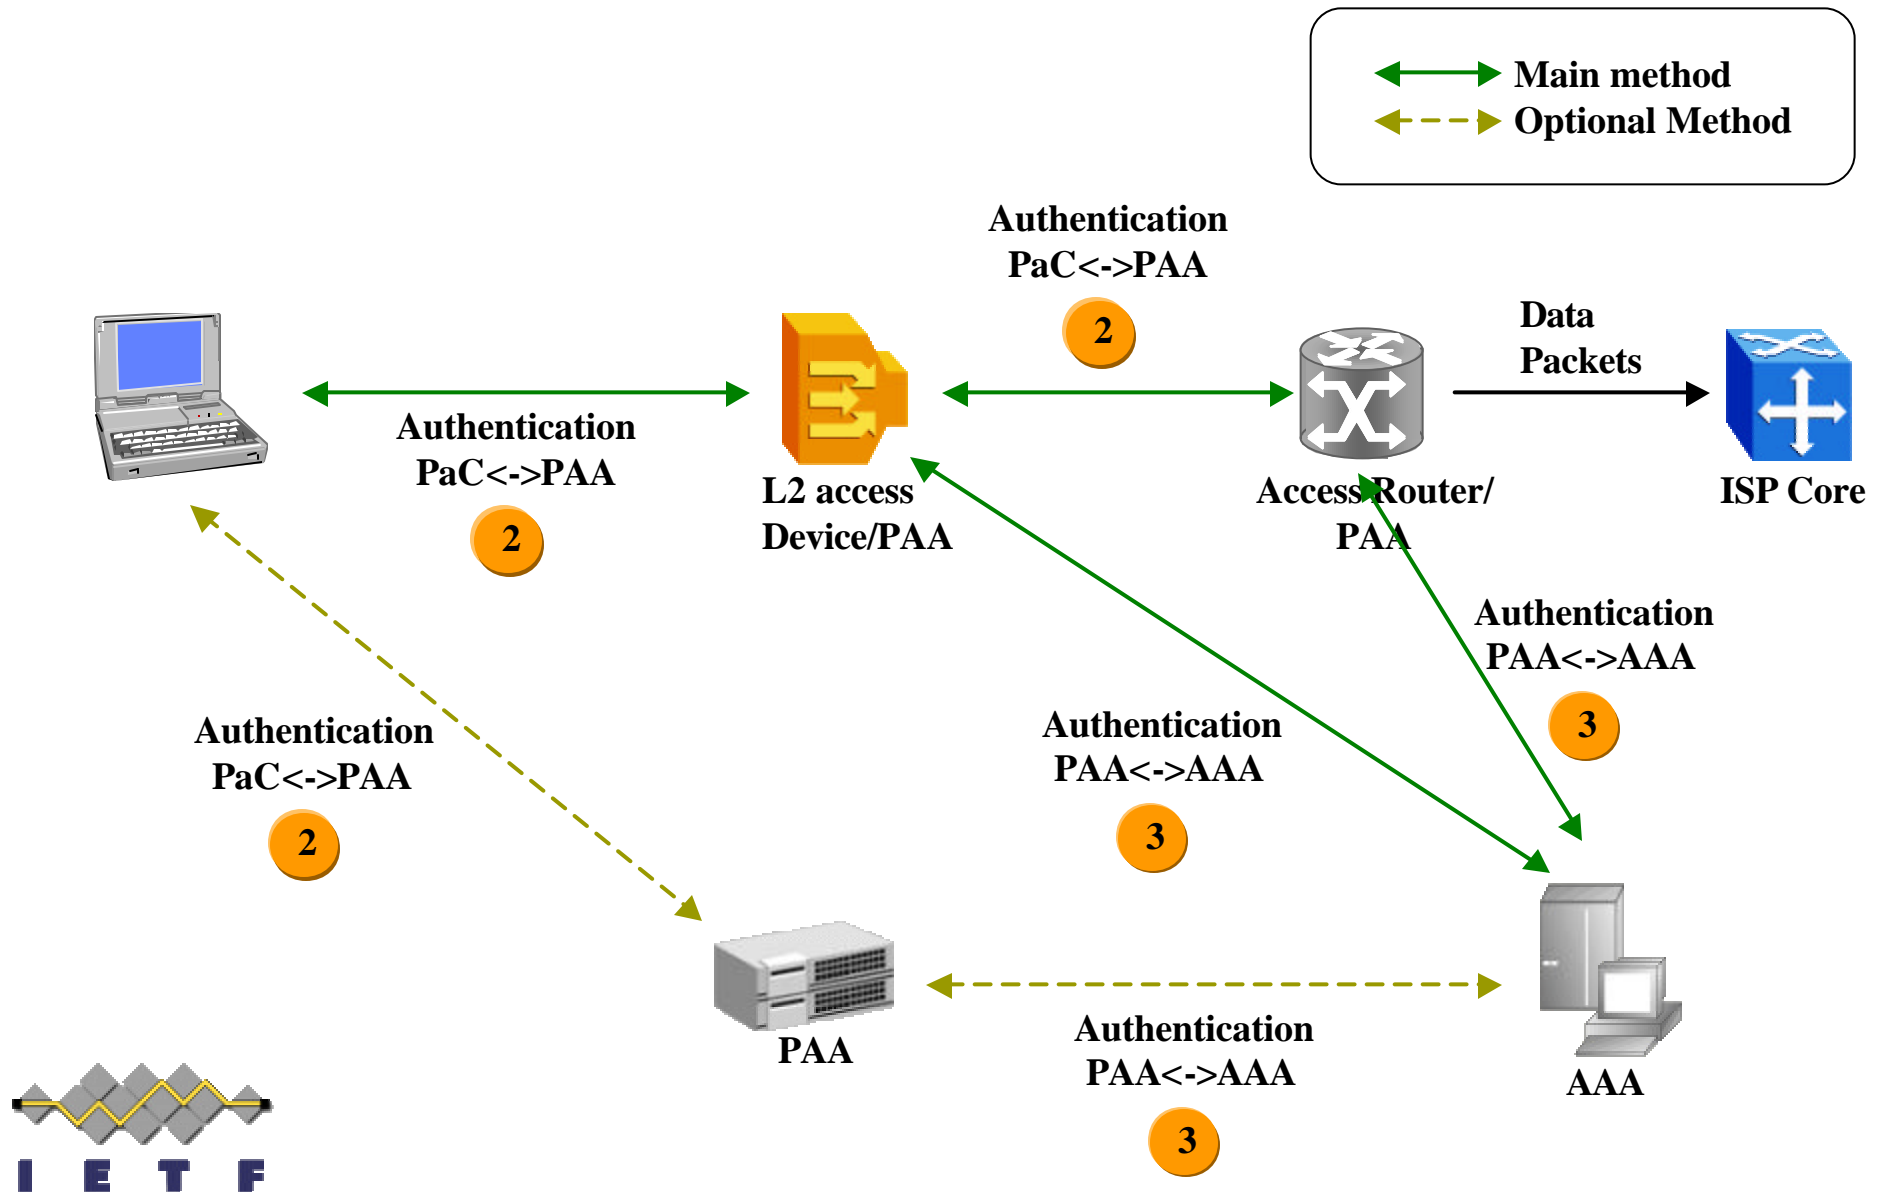 Main method
Optional Method
Authentication
PaC<->PAA
2
Data
Packets
Authentication
PaC<->PAA
2
L2 access
Device/PAA
Access Router/
PAA
ISP Core
Authentication
PAA<->AAA
3
Authentication
PaC<->PAA
2
Authentication
PAA<->AAA
3
PAA
Authentication
PAA<->AAA
3
AAA
I E T F